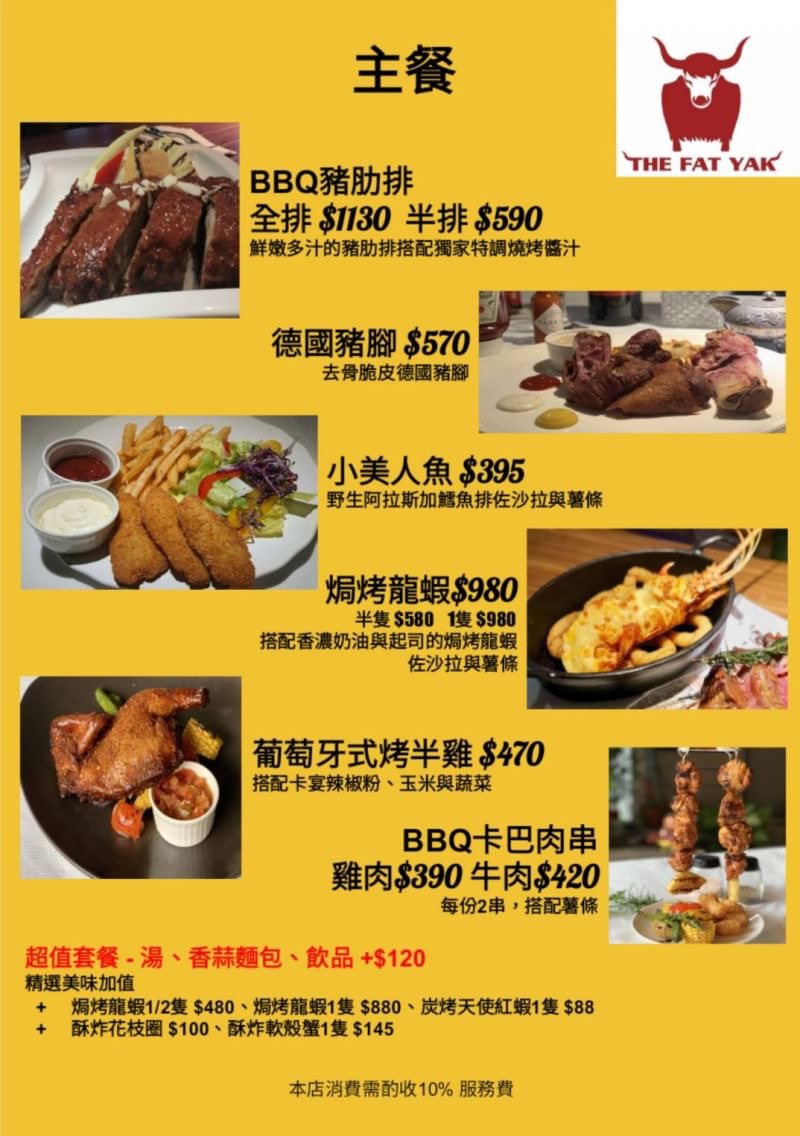 主餐
THE FAT YAK
BBQ豬肋排
全排 $1130 半排 $590
鮮嫩多汁的豬肋排搭配獨家特調燒烤醬汁
德國豬腳 $570
去骨脆皮德國豬腳
小美人魚 $395
野生阿拉斯加鱈魚排佐沙拉與薯條
焗烤龍蝦$980
半隻 $580 1隻 $980
搭配香濃奶油與起司的焗烤龍蝦
佐沙拉與薯條
葡萄牙式烤半雞 $470
搭配卡宴辣椒粉、玉米與蔬菜
BBQ卡巴肉串
雞肉$390 牛肉$420
每份2串，搭配薯條
超值套餐 - 湯、香蒜麵包、飲品 +$120
精選美味加值
+ 焗烤龍蝦1/2隻 $480、焗烤龍蝦1隻 $880、炭烤天使紅蝦1隻 $88
+ 酥炸花枝圈 $100、酥炸軟殼蟹1隻 $145
本店消費需酌收10% 服務費